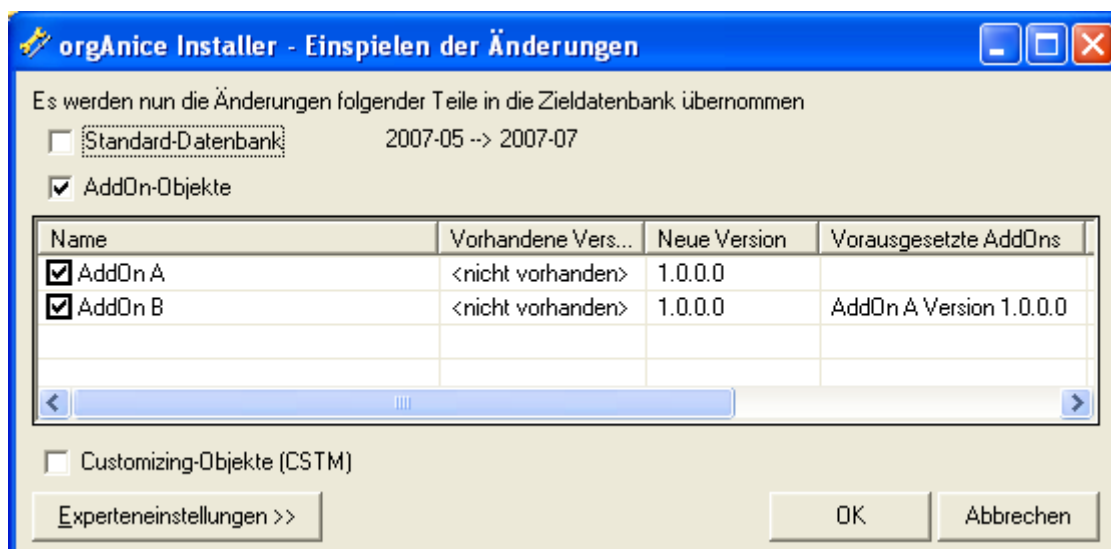 orgAnice Installer - Einspielen der Änderungen
Es werden nun die Änderungen folgender Teile in die Zieldatenbank übernommen
Standard-Datenbank 2007-05 --> 2007-07
AddOn-Objekte
Name Vorhandene Vers... Neue Version Vorausgesetzte AddOns
AddOn A <nicht vorhanden> 1.0.0.0
AddOn B <nicht vorhanden> 1.0.0.0 AddOn A Version 1.0.0.0
Customizing-Objekte (CSTM)
Experteneinstellungen >> OK Abbrechen